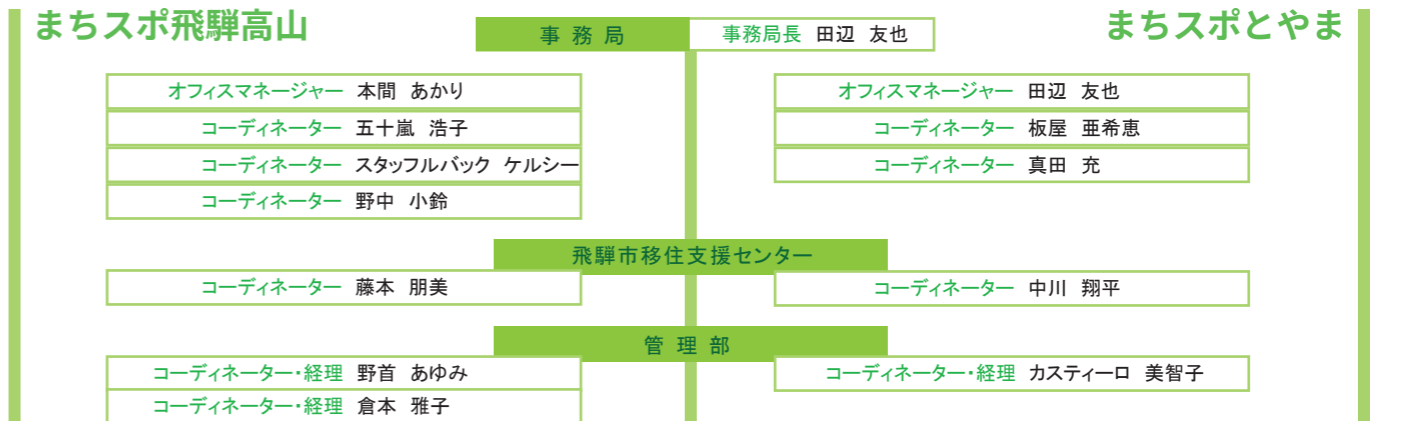 まちスポ飛騨高山
まちスポとやま
事務局
事務局長 田辺 友也
オフィスマネージャー 本間 あかり
コーディネーター 五十嵐 浩子
コーディネーター スタッフルバック ケルシー
コーディネーター 野中 小鈴
オフィスマネージャー 田辺 友也
コーディネーター 板屋 亜希恵
コーディネーター 真田 充
飛騨市移住支援センター
コーディネーター 藤本 朋美
コーディネーター 中川 翔平
管理部
コーディネーター・経理 野首 あゆみ
コーディネーター・経理 倉本 雅子
コーディネーター・経理 カスティーロ 美智子